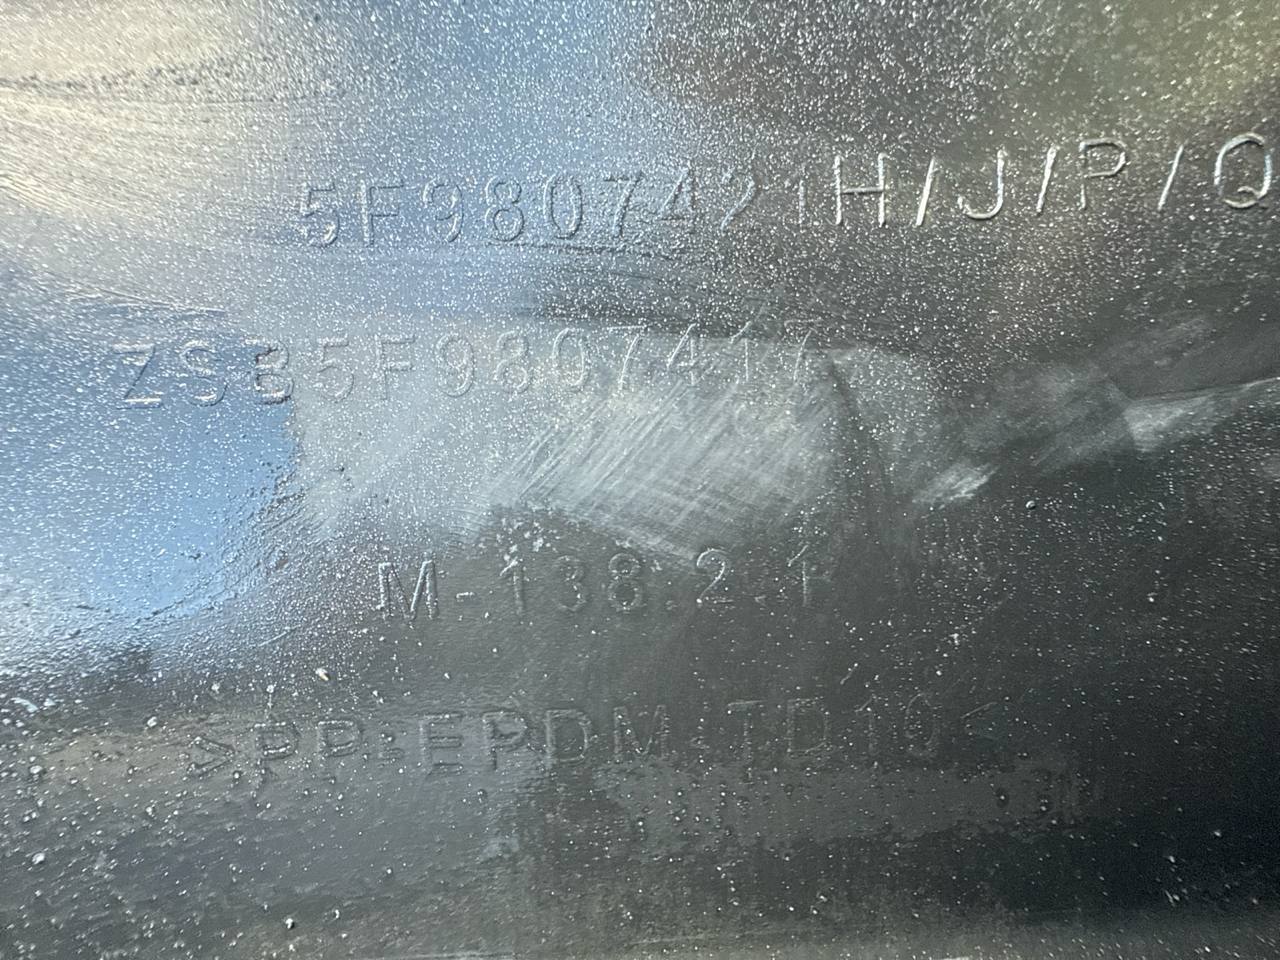 5F9807421H/J/P/Q
ZSB5F9807417
M-138.2.1
>PP+EPDM-TD10<